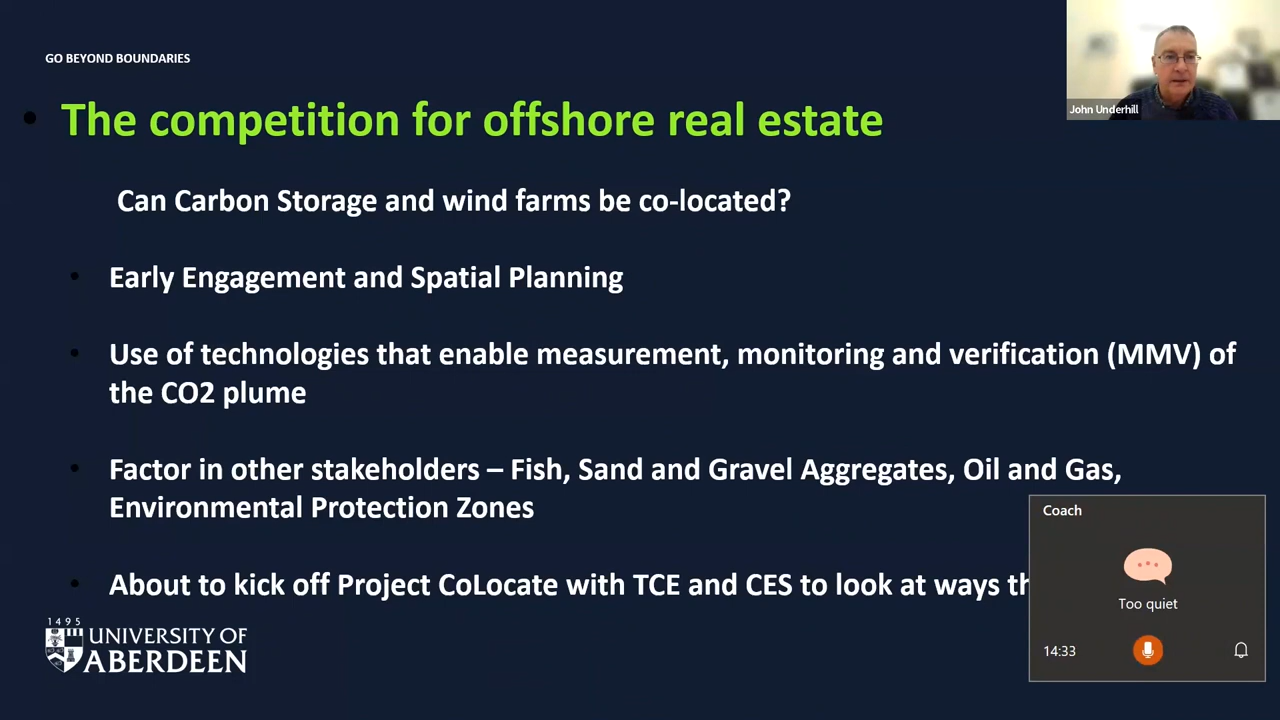 GO BEYOND BOUNDARIES
John Underhill
• The competition for offshore real estate
Can Carbon Storage and wind farms be co-located?
• Early Engagement and Spatial Planning
• Use of technologies that enable measurement, monitoring and verification (MMV) of
the CO2 plume
• Factor in other stakeholders – Fish, Sand and Gravel Aggregates, Oil and Gas,
Environmental Protection Zones
• About to kick off Project CoLocate with TCE and CES to look at ways th
Coach
Too quiet
14:33
1495
UNIVERSITY OF
ABERDEEN